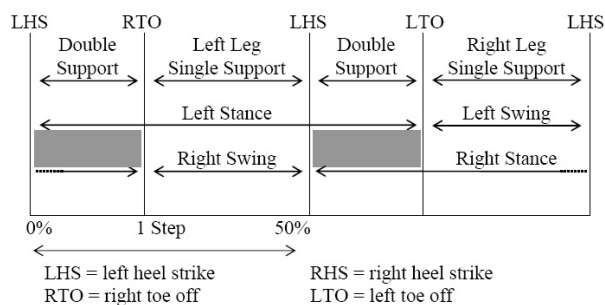 LHS RTO LHS LTO LHS
Double Support
Left Leg Single Support
Double Support
Right Leg Single Support
Left Stance
Left Swing
Right Swing
Right Stance
0% 1 Step 50%
LHS = left heel strike
RHS = right heel strike
RTO = right toe off
LTO = left toe off